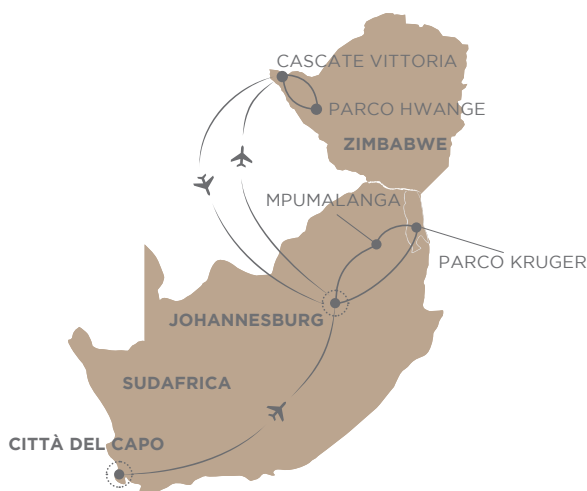 CASCATE VITTORIA
PARCO HWANGE
ZIMBABWE
MPUMALANGA
PARCO KRUGER
JOHANNESBURG
SUDAFRICA
CITTÀ DEL CAPO